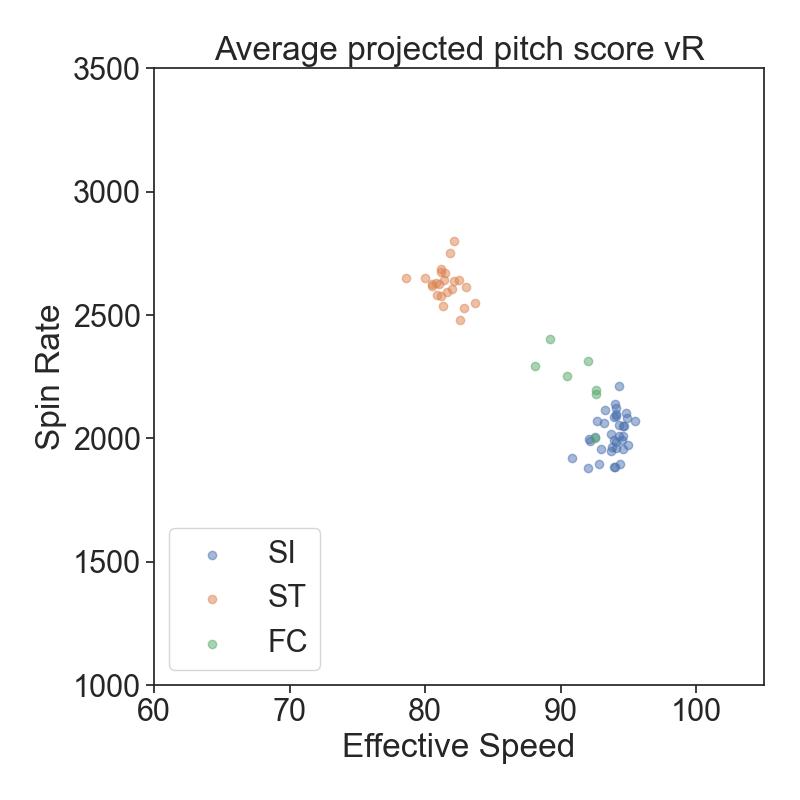 Average projected pitch score vR
3500
3000
2500
2000
1500
1000
Spin Rate
SI
ST
FC
60 70 80 90 100
Effective Speed